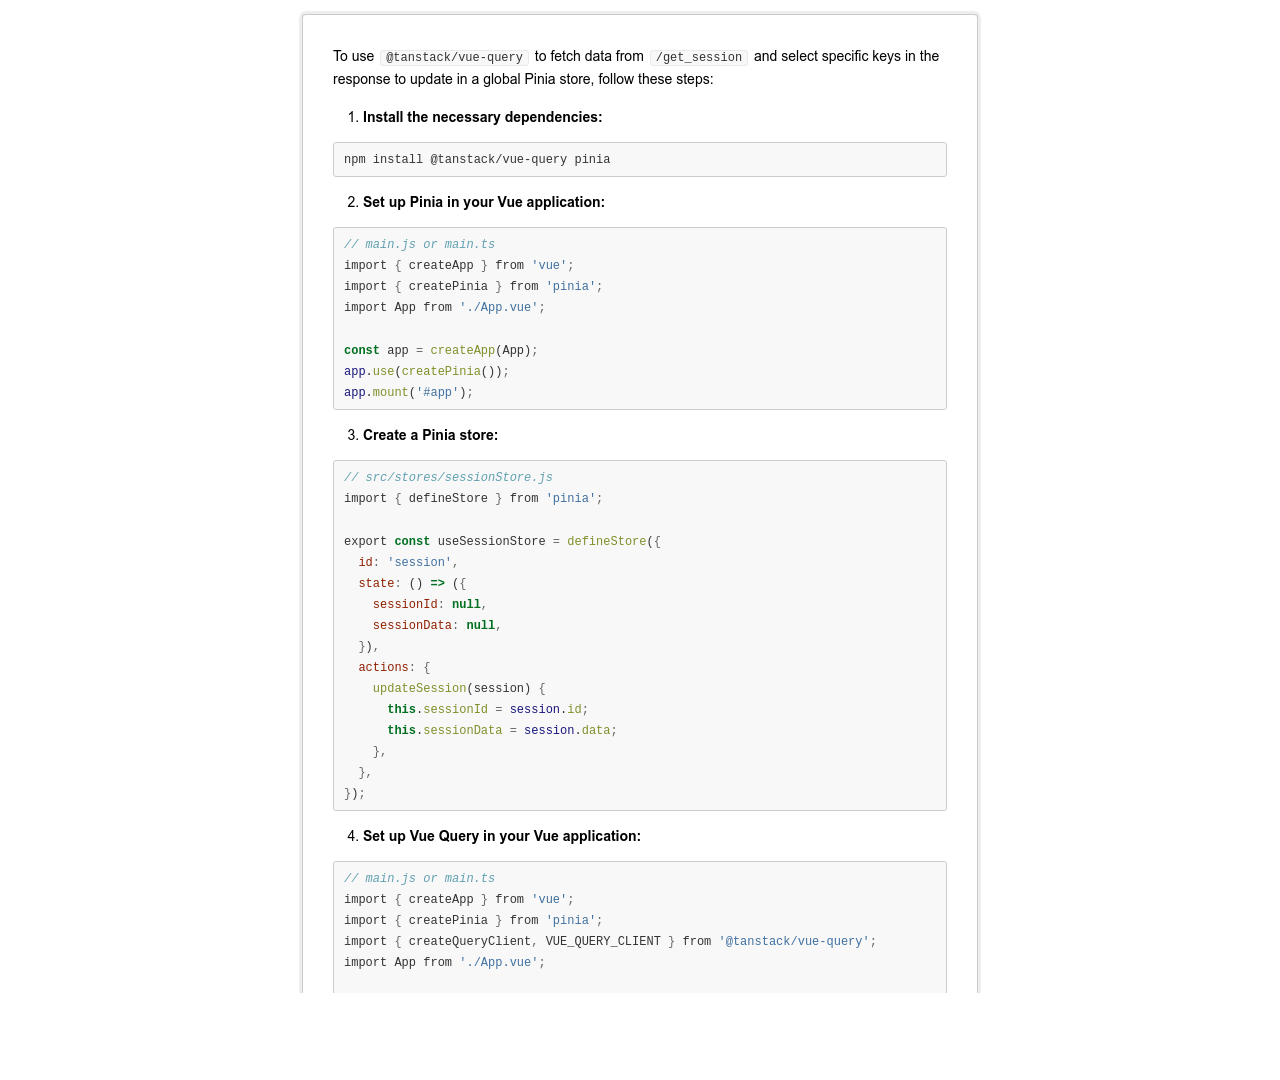 To use @tanstack/vue-query to fetch data from /get_session and select specific keys in the
response to update in a global Pinia store, follow these steps:
1. Install the necessary dependencies:
npm install @tanstack/vue-query pinia
2. Set up Pinia in your Vue application:
// main.js or main.ts
import { createApp } from 'vue';
import { createPinia } from 'pinia';
import App from './App.vue';
const app = createApp(App);
app.use(createPinia());
app.mount('#app');
3. Create a Pinia store:
// src/stores/sessionStore.js
import { defineStore } from 'pinia';
export const useSessionStore = defineStore({
  id: 'session',
  state: () => ({
    sessionId: null,
    sessionData: null,
  }),
  actions: {
    updateSession(session) {
      this.sessionId = session.id;
      this.sessionData = session.data;
    },
  },
});
4. Set up Vue Query in your Vue application:
// main.js or main.ts
import { createApp } from 'vue';
import { createPinia } from 'pinia';
import { createQueryClient, VUE_QUERY_CLIENT } from '@tanstack/vue-query';
import App from './App.vue';